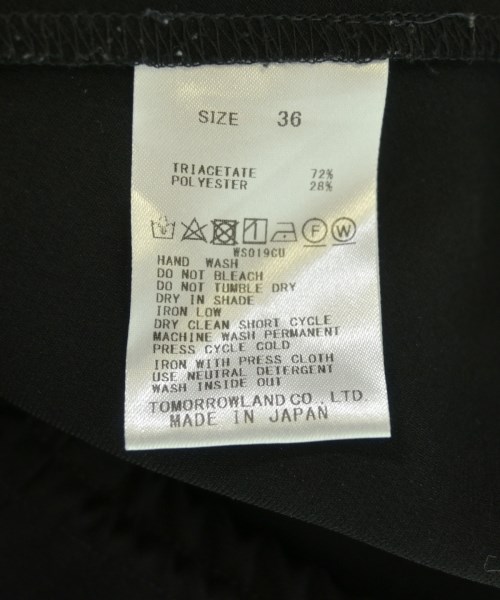 SIZE 36
TRIACETATE 72%
POLYESTER 28%
F W
WS019CU
HAND WASH
DO NOT BLEACH
DO NOT TUMBLE DRY
DRY IN SHADE
IRON LOW
DRY CLEAN SHORT CYCLE
MACHINE WASH PERMANENT
PRESS CYCLE COLD
IRON WITH PRESS CLOTH
USE NEUTRAL DETERGENT
WASH INSIDE OUT
TOMORROWLAND CO., LTD.
MADE IN JAPAN